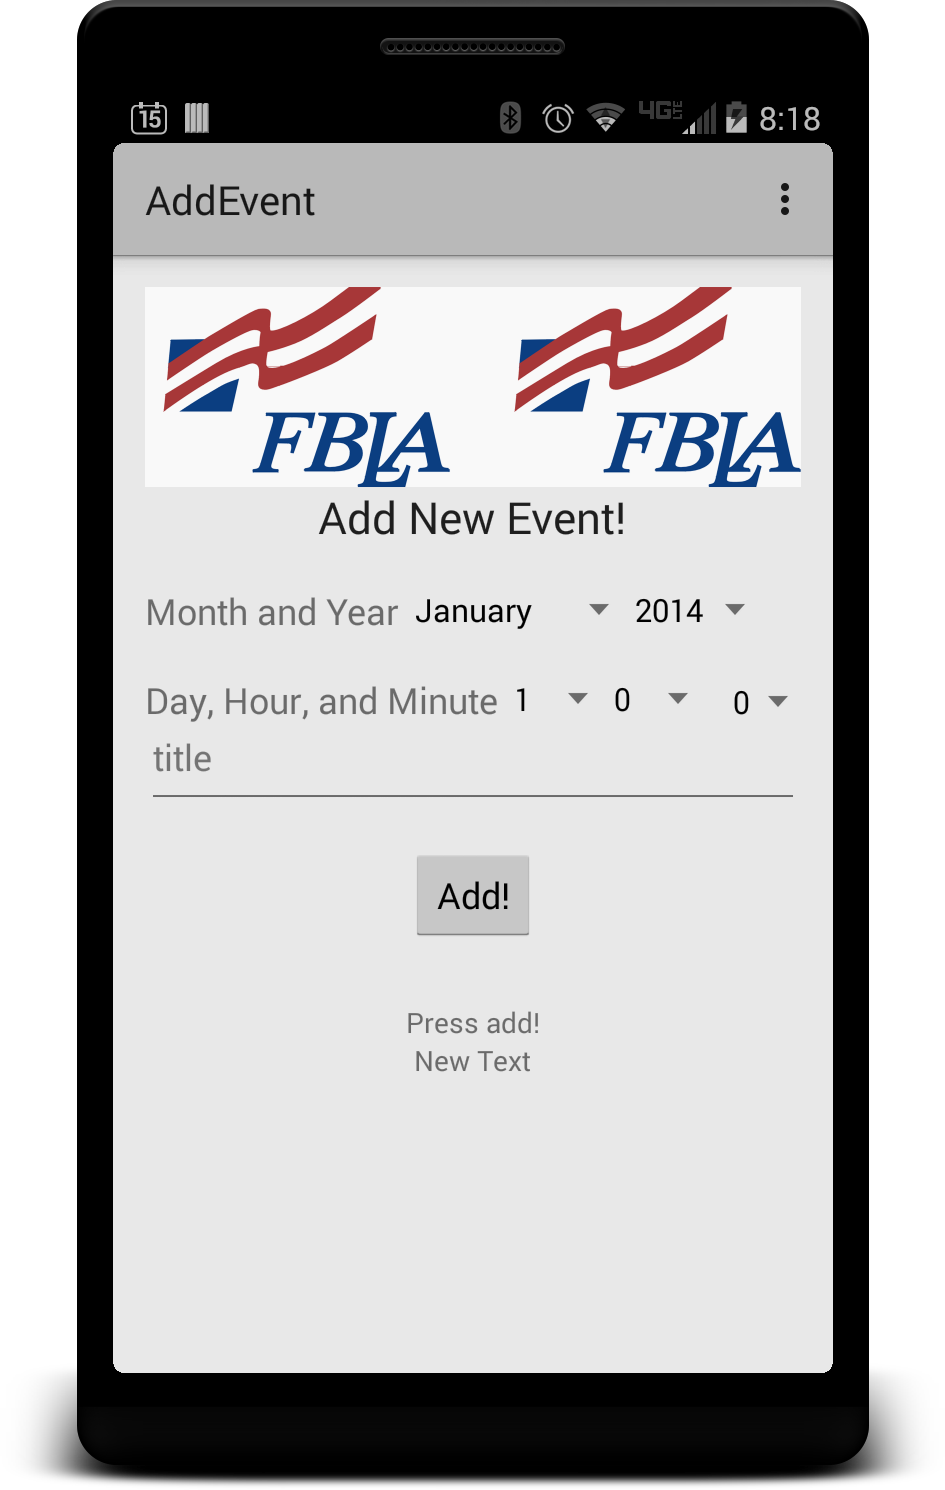 15 4G LTE 8:18
AddEvent
FBLA FBLA
Add New Event!
Month and Year January 2014
Day, Hour, and Minute 1 0 0
title
Add!
Press add!
New Text